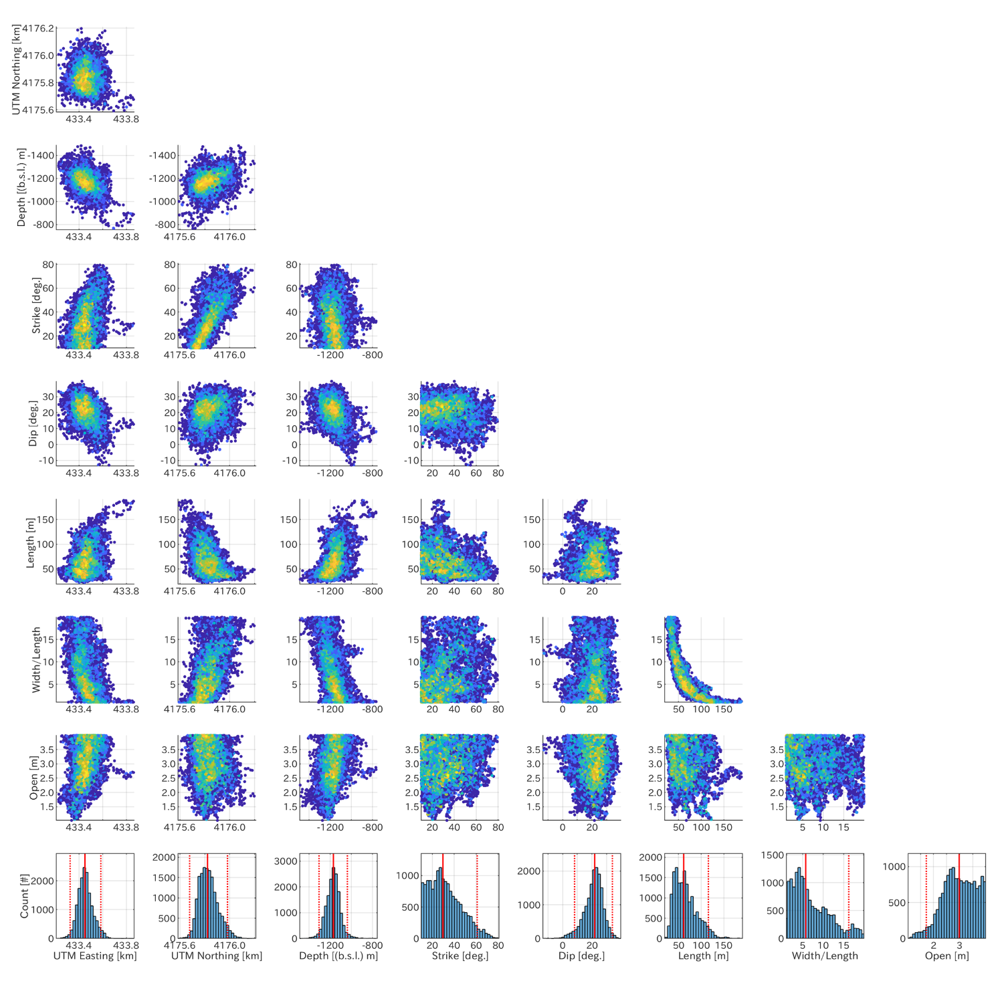 UTM Northing [km]
4176.2
4176.0
4175.8
4175.6
433.4 433.8
Depth [(b.s.l.) m]
-1400 -1400
-1200 -1200
-1000 -1000
-800 -800
433.4 433.8 4175.6 4176.0
Strike [deg.]
80 80 80
60 60 60
40 40 40
20 20 20
433.4 433.8 4175.6 4176.0 -1200 -800
Dip [deg.]
30 30 30 30
20 20 20 20
10 10 10 10
0 0 0 0
-10 -10 -10 -10
433.4 433.8 4175.6 4176.0 -1200 -800 20 40 60 80
Length [m]
150 150 150 150 150
100 100 100 100 100
50 50 50 50 50
433.4 433.8 4175.6 4176.0 -1200 -800 20 40 60 80 0 20
Width/Length
15 15 15 15 15 15
10 10 10 10 10 10
5 5 5 5 5 5
433.4 433.8 4175.6 4176.0 -1200 -800 20 40 60 80 0 20 50 100 150
Open [m]
3.5 3.5 3.5 3.5 3.5 3.5 3.5
3.0 3.0 3.0 3.0 3.0 3.0 3.0
2.5 2.5 2.5 2.5 2.5 2.5 2.5
2.0 2.0 2.0 2.0 2.0 2.0 2.0
1.5 1.5 1.5 1.5 1.5 1.5 1.5
433.4 433.8 4175.6 4176.0 -1200 -800 20 40 60 80 0 20 50 100 150 5 10 15
Count [#]
2000 1000 0
2000 1500 1000 500 0
3000 2000 1000 0
1000 500 0
2000 1000 0
2000 1500 1000 500 0
1500 1000 500 0
1000 500 0
433.4 433.8 4175.6 4176.0 -1200 -800 20 40 60 80 0 20 50 100 150 5 10 15 2 3
UTM Easting [km] UTM Northing [km] Depth [(b.s.l.) m] Strike [deg.] Dip [deg.] Length [m] Width/Length Open [m]